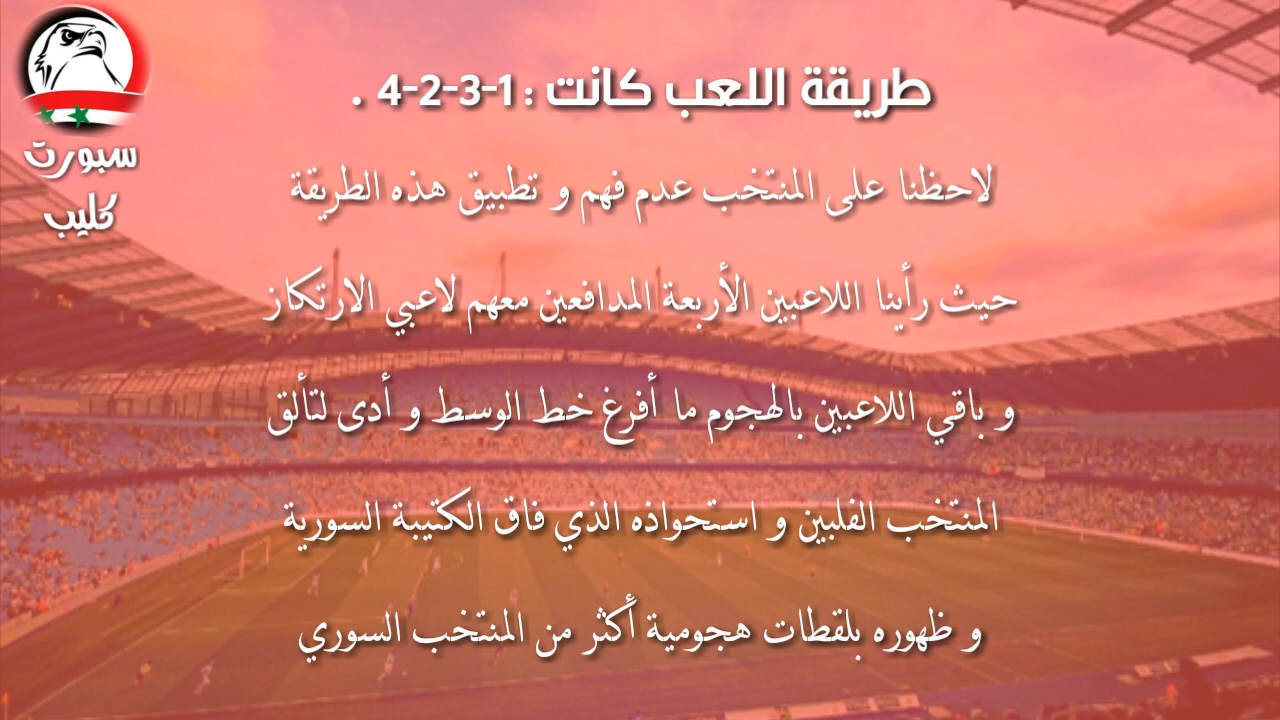 طريقة اللعب كانت : 4-2-3-1 .
سبورت
كليب
لاحظنا على المنتخب عدم فهم و تطبيق هذه الطريقة
حيث رأينا اللاعبين الأربعة المدافعين معهم لاعبي الارتكاز
و باقي اللاعبين بالهجوم ما أفرغ خط الوسط و أدى لتألق
المنتخب الفلبين و استحواذه الذي فاق الكتيبة السورية
و ظهوره بلقطات هجومية أكثر من المنتخب السوري